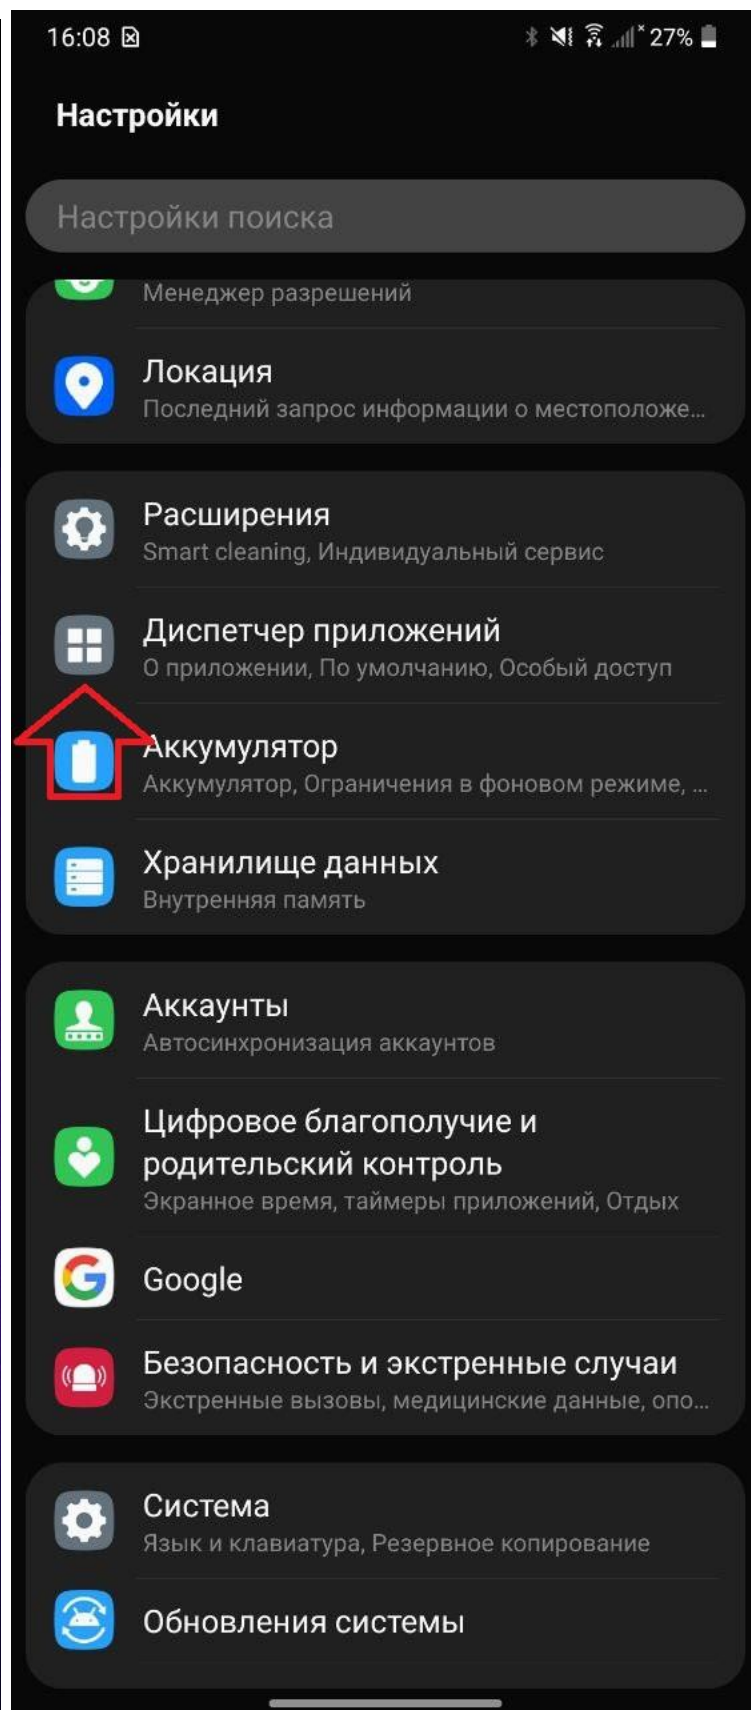 16:08 27%
Настройки
Настройки поиска
Менеджер разрешений
Локация
Последний запрос информации о местоположе...
Расширения
Smart cleaning, Индивидуальный сервис
Диспетчер приложений
О приложении, По умолчанию, Особый доступ
Аккумулятор
Аккумулятор, Ограничения в фоновом режиме, ...
Хранилище данных
Внутренняя память
Аккаунты
Автосинхронизация аккаунтов
Цифровое благополучие и
родительский контроль
Экранное время, таймеры приложений, Отдых
Google
Безопасность и экстренные случаи
Экстренные вызовы, медицинские данные, опо...
Система
Язык и клавиатура, Резервное копирование
Обновления системы